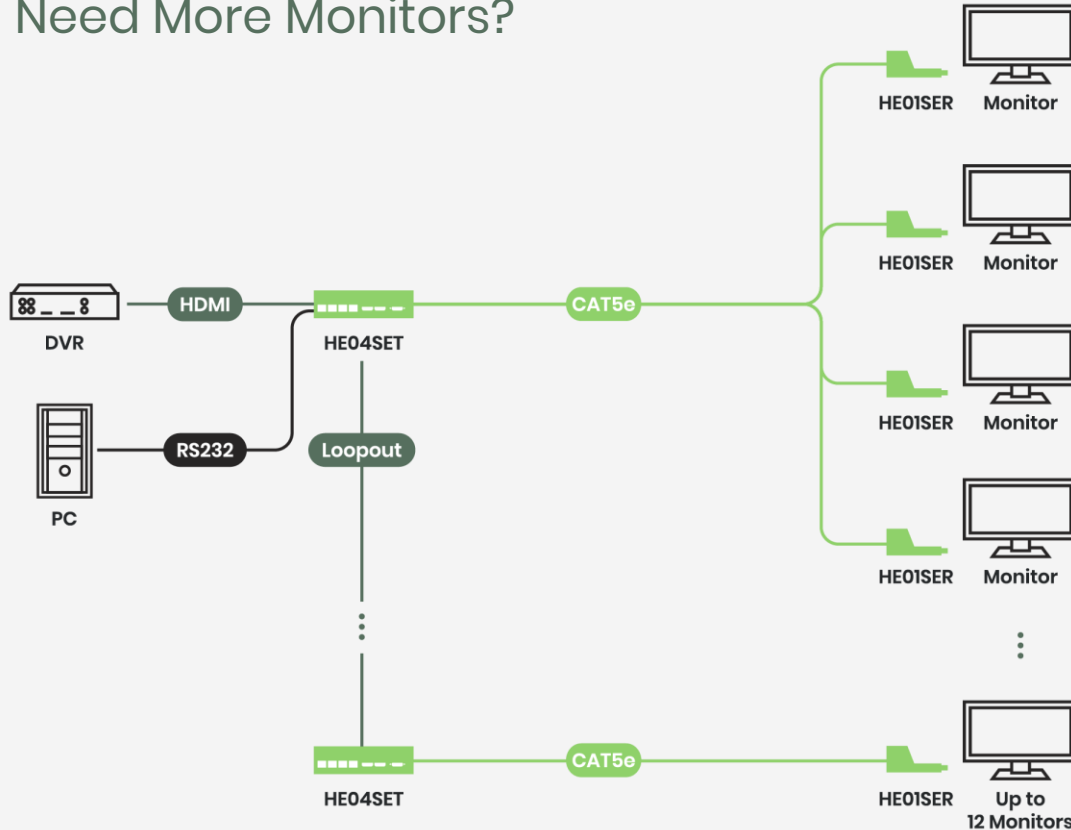 Need More Monitors?
HE01SER
Monitor
HE01SER
Monitor
HDMI
CAT5e
DVR
HE04SET
HE01SER
Monitor
RS232
Loopout
PC
HE01SER
Monitor
CAT5e
HE04SET
HE01SER
Up to
12 Monitors